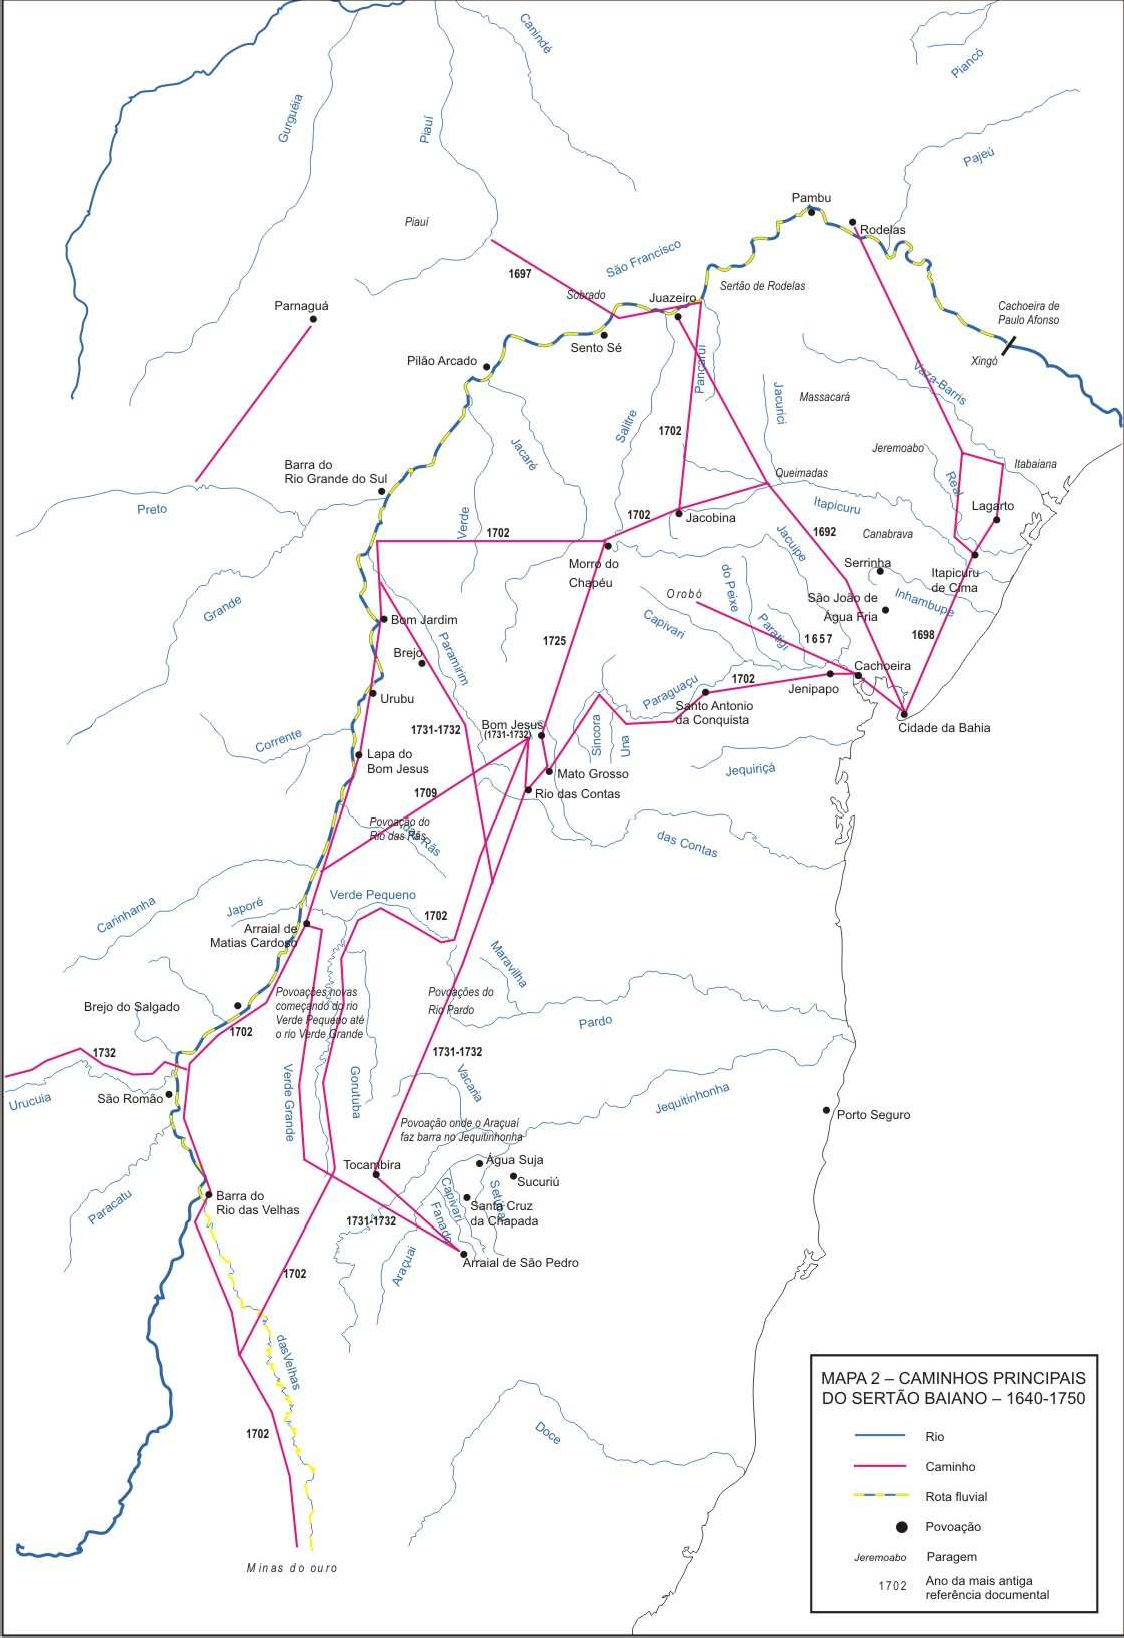 Canindé
Piancó
Gurguéia
Piauí
Pajeú
Pambu
Piauí
Rodelas
São Francisco
1697
Sertão de Rodelas
Sobrado
Juazeiro
Parnaguá
Cachoeira de
Paulo Afonso
Sento Sé
Xingó
Pilão Arcado
Pancaruí
Vaza-Barris
Jacurici
Massacará
Salitre
1702
Jacaré
Jeremoabo
Barra do
Rio Grande do Sul
Itabaiana
Queimadas
Real
Preto
Itapicuru
Lagarto
Verde
1702
Jacobina
1702
1692
Canabrava
Jacuípe
Morro do
Chapéu
Serrinha
Itapicuru
de Cima
do Peixe
Orobó
São João de
Água Fria
Inhambupe
Grande
Bom Jardim
Capivari
Paratigi
1657
1698
1725
Paramirim
Brejo
Cachoeira
Paraguaçu
1702
Jenipapo
Urubu
Santo Antonio
da Conquista
Cidade da Bahia
1731-1732
Bom Jesus
(1731-1732)
Sincora
Una
Corrente
Lapa do
Bom Jesus
Mato Grosso
Jequiriçá
1709
Rio das Contas
Povoação do
Rio das Rãs
das Rãs
das Contas
Verde Pequeno
Carinhanha
Japoré
1702
Arraial de
Matias Cardoso
Maravilha
Povoações novas
começando do rio
Verde Pequeno até
o rio Verde Grande
Povoações do
Rio Pardo
Brejo do Salgado
Pardo
1702
1732
1731-1732
Verde Grande
Gorutuba
Vacaria
Urucuia
São Romão
Jequitinhonha
Porto Seguro
Povoação onde o Araçuaí
faz barra no Jequitinhonha
Tocambira
Água Suja
Sucuriú
Capivari
Setubal
Barra do
Rio das Velhas
Paracatu
Santa Cruz
da Chapada
Fanado
1731-1732
Araçuai
Arraial de São Pedro
1702
dasVelhas
1702
Doce
Minas do ouro
MAPA 2 – CAMINHOS PRINCIPAIS
DO SERTÃO BAIANO – 1640-1750
Rio
Caminho
Rota fluvial
Povoação
Jeremoabo Paragem
1702 Ano da mais antiga
referência documental